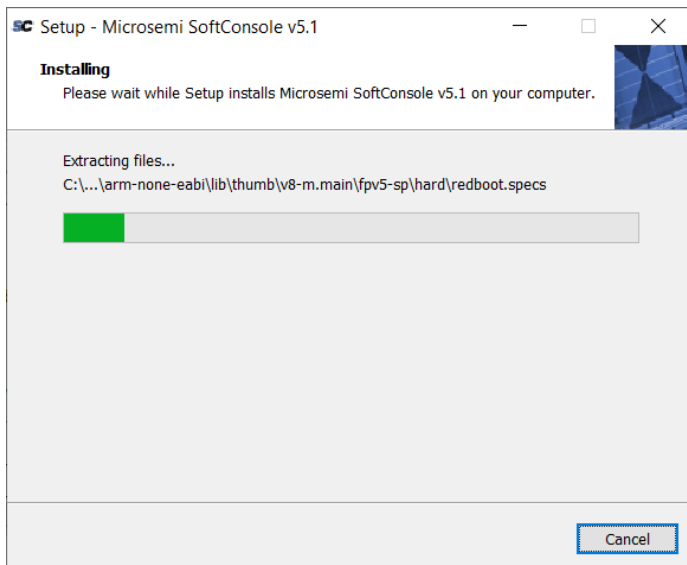 SC Setup - Microsemi SoftConsole v5.1
Installing
Please wait while Setup installs Microsemi SoftConsole v5.1 on your computer.
Extracting files...
C:\...\arm-none-eabi\lib\thumb\v8-m.main\fpv5-sp\hard\redboot.specs
Cancel